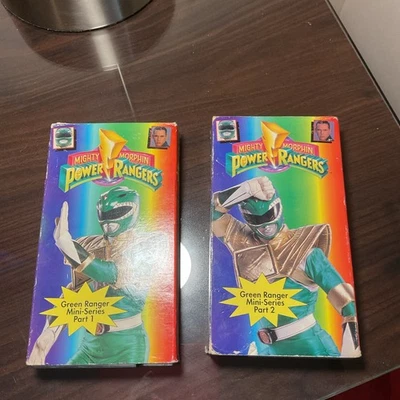 MIGHTY MORPHIN
POWER RANGERS
Green Ranger
Mini-Series
Part 1
MIGHTY MORPHIN
POWER RANGERS
Green Ranger
Mini-Series
Part 2